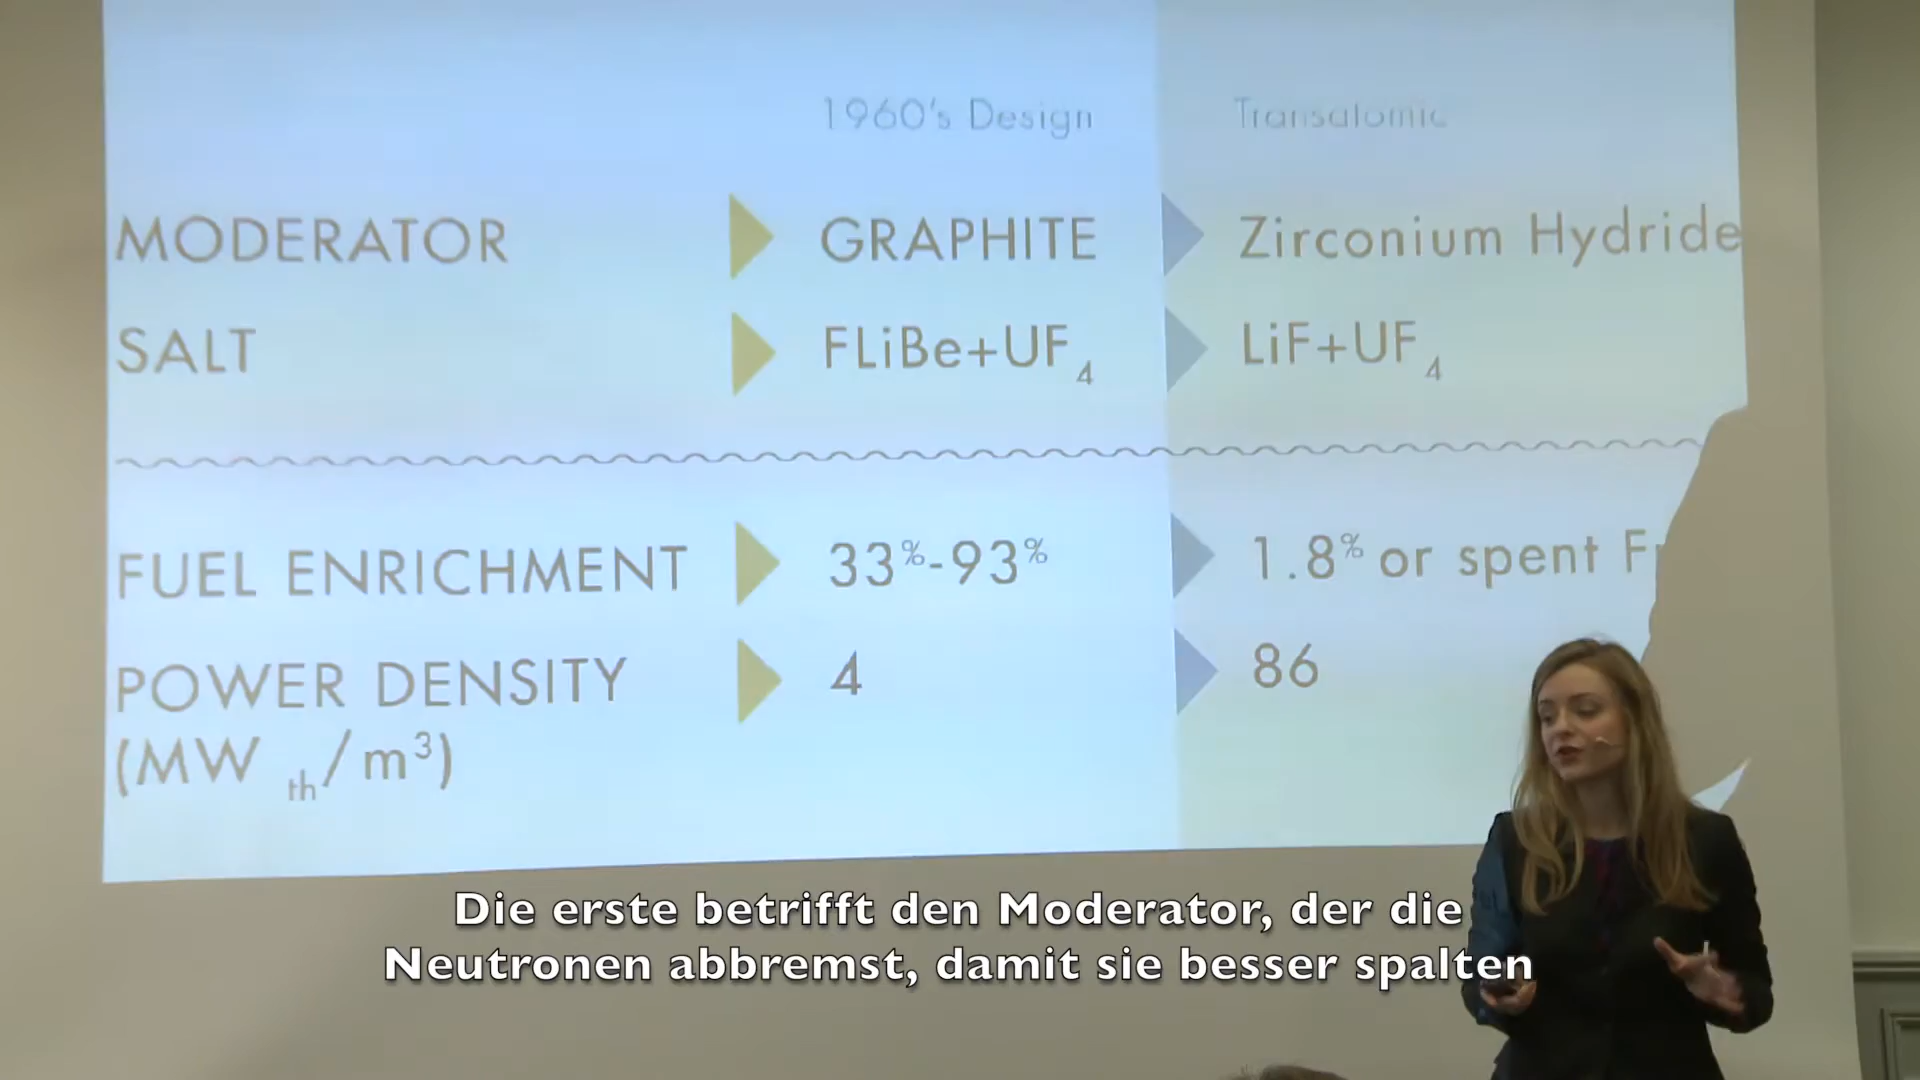 1960's Design Transatomic
MODERATOR GRAPHITE Zirconium Hydride
SALT FLiBe+UF4 LiF+UF4
FUEL ENRICHMENT 33%-93% 1.8% or spent
POWER DENSITY 4 86
(MW th/m³)
Die erste betrifft den Moderator, der die
Neutronen abbremst, damit sie besser spalten